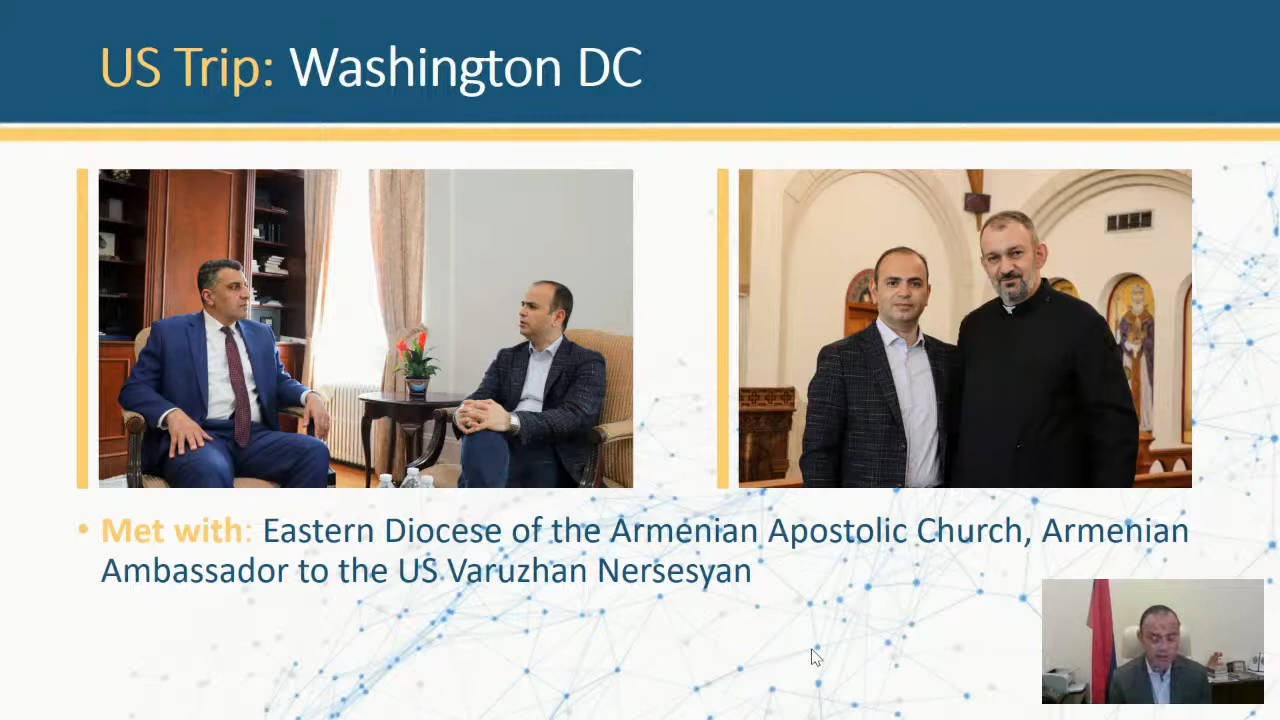 US Trip: Washington DC
• Met with: Eastern Diocese of the Armenian Apostolic Church, Armenian
Ambassador to the US Varuzhan Nersesyan